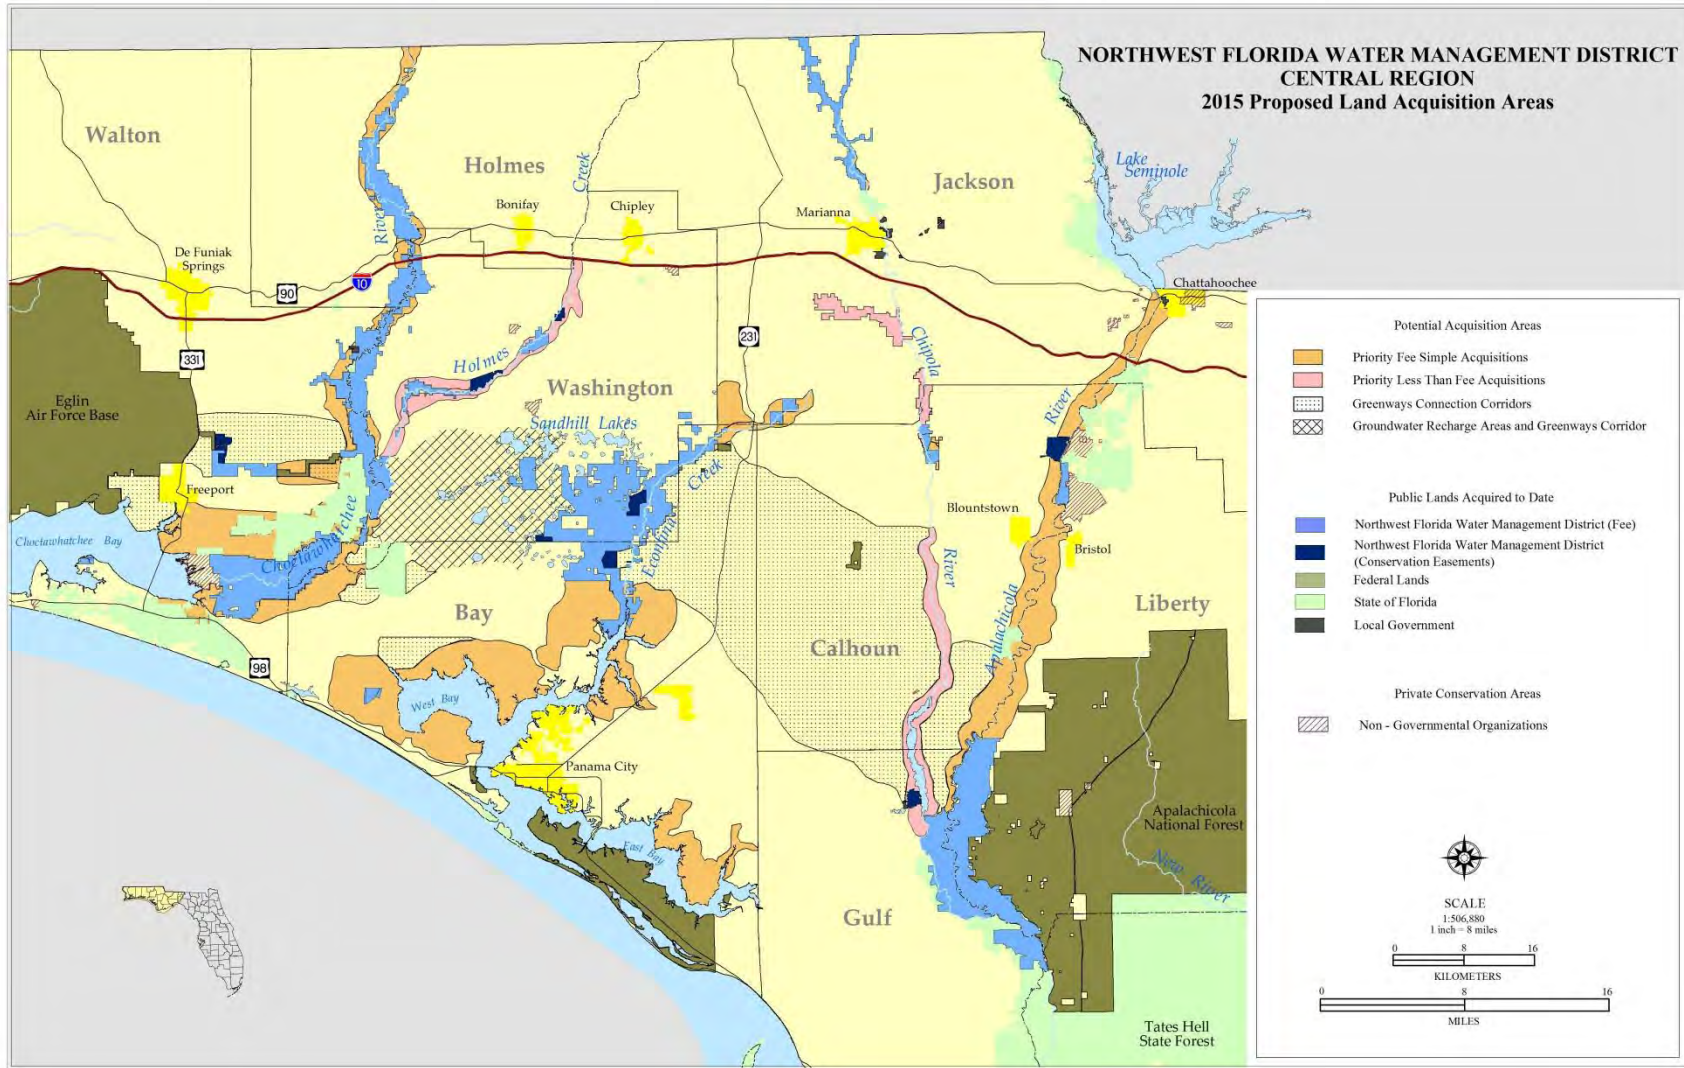 NORTHWEST FLORIDA WATER MANAGEMENT DISTRICT
CENTRAL REGION
2015 Proposed Land Acquisition Areas
Walton
Holmes
Creek
Jackson
Lake
Seminole
Bonifay
Chipley
Marianna
River
De Funiak
Springs
10
90
Chattahoochee
331
231
Holmes
Chipola
Washington
Eglin
Air Force Base
River
Sandhill Lakes
Creek
Freeport
Blountstown
Choctawhatchee
Choctawhatchee Bay
Econfina
River
Bristol
Bay
Liberty
Calhoun
Apalachicola
98
West Bay
Panama City
Apalachicola
National Forest
East Bay
New River
Gulf
Tates Hell
State Forest
Potential Acquisition Areas
Priority Fee Simple Acquisitions
Priority Less Than Fee Acquisitions
Greenways Connection Corridors
Groundwater Recharge Areas and Greenways Corridor
Public Lands Acquired to Date
Northwest Florida Water Management District (Fee)
Northwest Florida Water Management District
(Conservation Easements)
Federal Lands
State of Florida
Local Government
Private Conservation Areas
Non - Governmental Organizations
SCALE
1:506,880
1 inch = 8 miles
0 8 16
KILOMETERS
0 8 16
MILES